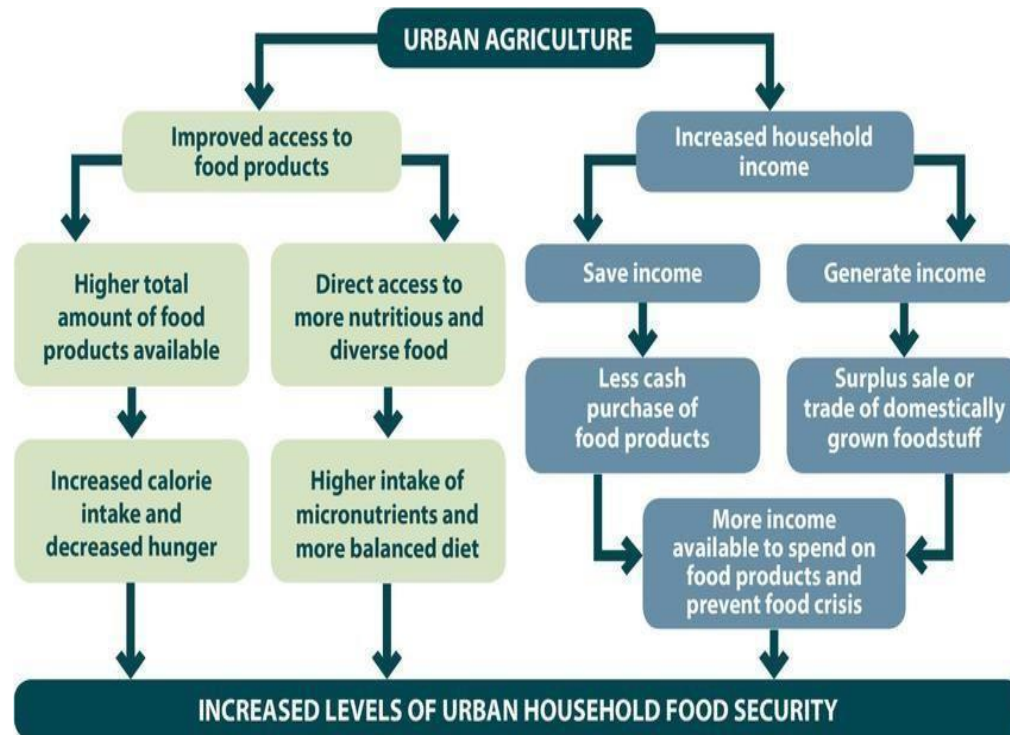 URBAN AGRICULTURE
Improved access to
food products
Increased household
income
Higher total
amount of food
products available
Direct access to
more nutritious and
diverse food
Save income
Generate income
Less cash
purchase of
food products
Surplus sale or
trade of domestically
grown foodstuff
Increased calorie
intake and
decreased hunger
Higher intake of
micronutrients and
more balanced diet
More income
available to spend on
food products and
prevent food crisis
INCREASED LEVELS OF URBAN HOUSEHOLD FOOD SECURITY